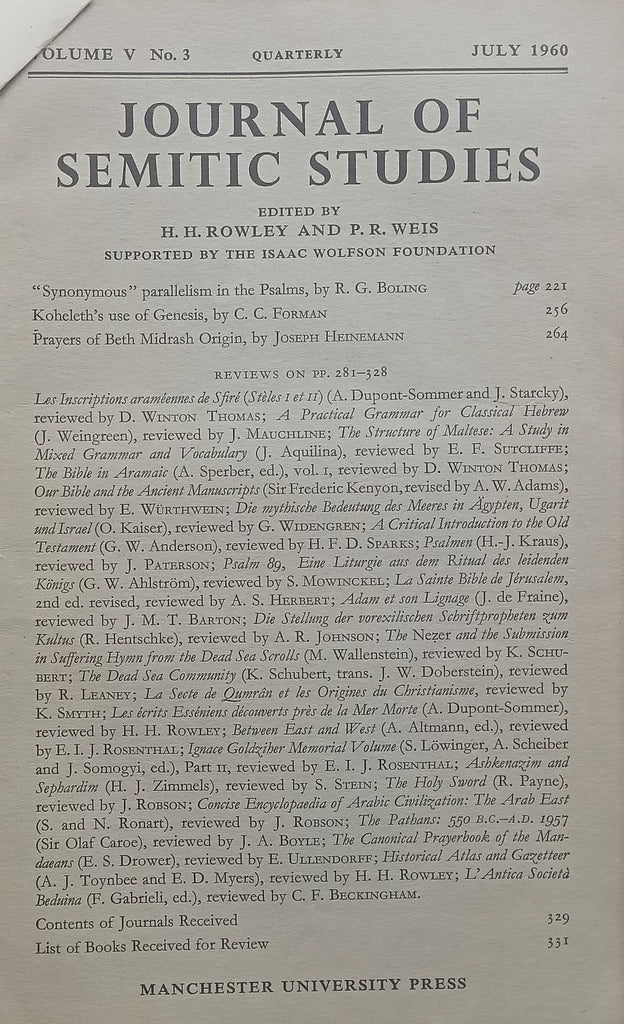 OLUME V No. 3 QUARTERLY JULY 1960
JOURNAL OF
SEMITIC STUDIES
EDITED BY
H. H. ROWLEY AND P. R. WEIS
SUPPORTED BY THE ISAAC WOLFSON FOUNDATION
“Synonymous” parallelism in the Psalms, by R. G. BOLING page 221
Koheleth's use of Genesis, by C. C. FORMAN 256
Prayers of Beth Midrash Origin, by JOSEPH HEINEMANN 264
REVIEWS ON PP. 281–328
Les Inscriptions araméennes de Sfiré (Stèles I et II) (A. Dupont-Sommer and J. Starcky),
reviewed by D. WINTON THOMAS; A Practical Grammar for Classical Hebrew
(J. Weingreen), reviewed by J. MAUCHLINE; The Structure of Maltese: A Study in
Mixed Grammar and Vocabulary (J. Aquilina), reviewed by E. F. SUTCLIFFE;
The Bible in Aramaic (A. Sperber, ed.), vol. I, reviewed by D. WINTON THOMAS;
Our Bible and the Ancient Manuscripts (Sir Frederic Kenyon, revised by A. W. Adams),
reviewed by E. WÜRTHWEIN; Die mythische Bedeutung des Meeres in Ägypten, Ugarit
und Israel (O. Kaiser), reviewed by G. WIDENGREN; A Critical Introduction to the Old
Testament (G. W. Anderson), reviewed by H. F. D. SPARKS; Psalmen (H.-J. Kraus),
reviewed by J. PATERSON; Psalm 89, Eine Liturgie aus dem Ritual des leidenden
Königs (G. W. Ahlström), reviewed by S. MOWINCKEL; La Sainte Bible de Jérusalem,
2nd ed. revised, reviewed by A. S. HERBERT; Adam et son Lignage (J. de Fraine),
reviewed by J. M. T. BARTON; Die Stellung der vorexilischen Schriftpropheten zum
Kultus (R. Hentschke), reviewed by A. R. JOHNSON; The Nezer and the Submission
in Suffering Hymn from the Dead Sea Scrolls (M. Wallenstein), reviewed by K. SCHU-
BERT; The Dead Sea Community (K. Schubert, trans. J. W. Doberstein), reviewed
by R. LEANEY; La Secte de Qumrân et les Origines du Christianisme, reviewed by
K. SMYTH; Les écrits Esséniens découverts près de la Mer Morte (A. Dupont-Sommer),
reviewed by H. H. ROWLEY; Between East and West (A. Altmann, ed.), reviewed
by E. I. J. ROSENTHAL; Ignace Goldziher Memorial Volume (S. Löwinger, A. Scheiber
and J. Somogyi, ed.), Part II, reviewed by E. I. J. ROSENTHAL; Ashkenazim and
Sephardim (H. J. Zimmels), reviewed by S. STEIN; The Holy Sword (R. Payne),
reviewed by J. ROBSON; Concise Encyclopaedia of Arabic Civilization: The Arab East
(S. and N. Ronart), reviewed by J. ROBSON; The Pathans: 550 B.C.–A.D. 1957
(Sir Olaf Caroe), reviewed by J. A. BOYLE; The Canonical Prayerbook of the Man-
daeans (E. S. Drower), reviewed by E. ULLENDORFF; Historical Atlas and Gazetteer
(A. J. Toynbee and E. D. Myers), reviewed by H. H. ROWLEY; L'Antica Società
Beduina (F. Gabrieli, ed.), reviewed by C. F. BECKINGHAM.
Contents of Journals Received 329
List of Books Received for Review 331
MANCHESTER UNIVERSITY PRESS